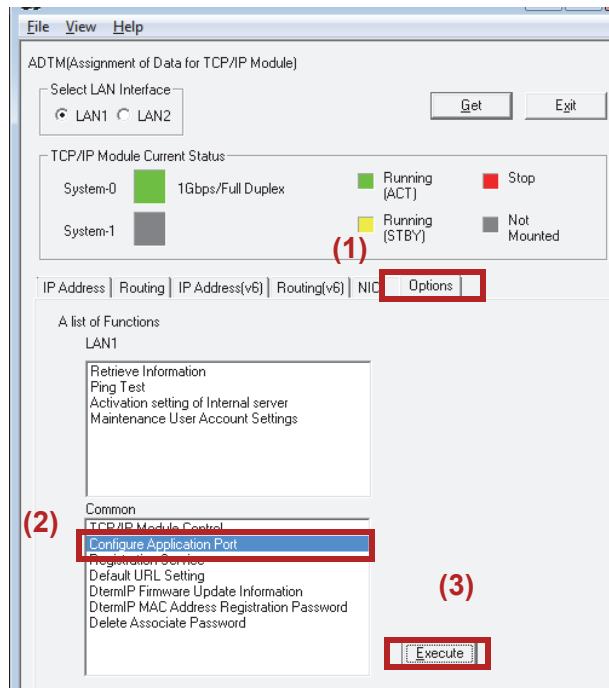 File View Help
ADTM(Assignment of Data for TCP/IP Module)
Select LAN Interface
LAN1 LAN2
Get Exit
TCP/IP Module Current Status
System-0 1Gbps/Full Duplex Running (ACT) Stop
System-1 Running (STBY) Not Mounted
(1)
IP Address Routing IP Address(v6) Routing(v6) NIC Options
A list of Functions
LAN1
Retrieve Information
Ping Test
Activation setting of Internal server
Maintenance User Account Settings
Common
(2)
TCP/IP Module Control
Configure Application Port
Registration Service
Default URL Setting
DtermIP Firmware Update Information
DtermIP MAC Address Registration Password
Delete Associate Password
(3)
Execute